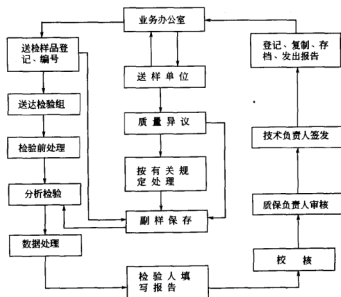 业务办公室
送检样品登
记、编号
送达检验组
检验前处理
分析检验
数据处理
送样单位
质量异议
按有关规
定处理
副样保存
检验人填
写报告
登记、复制、存
档、发出报告
技术负责人签发
质保负责人审核
校核